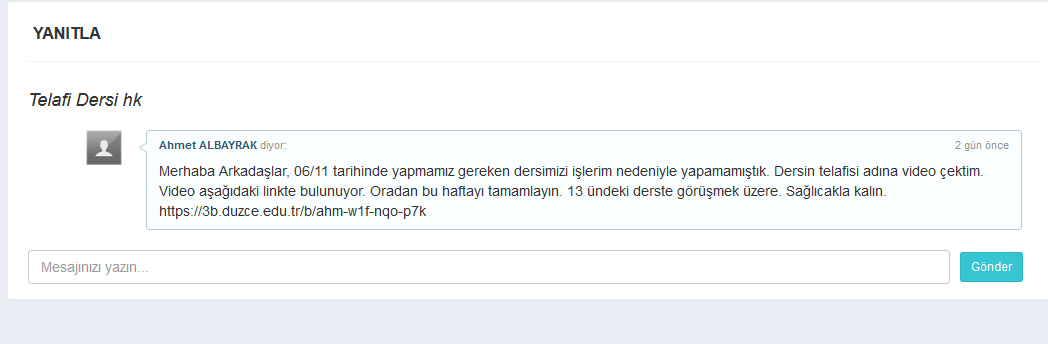 YANITLA
Telafi Dersi hk
Ahmet ALBAYRAK diyor:
2 gün önce
Merhaba Arkadaşlar, 06/11 tarihinde yapmamız gereken dersimizi işlerim nedeniyle yapamamıştık. Dersin telafisi adına video çektim.
Video aşağıdaki linkte bulunuyor. Oradan bu haftayı tamamlayın. 13 ündeki derste görüşmek üzere. Sağlıcakla kalın.
https://3b.duzce.edu.tr/b/ahm-w1f-nqo-p7k
Mesajınızı yazın...
Gönder